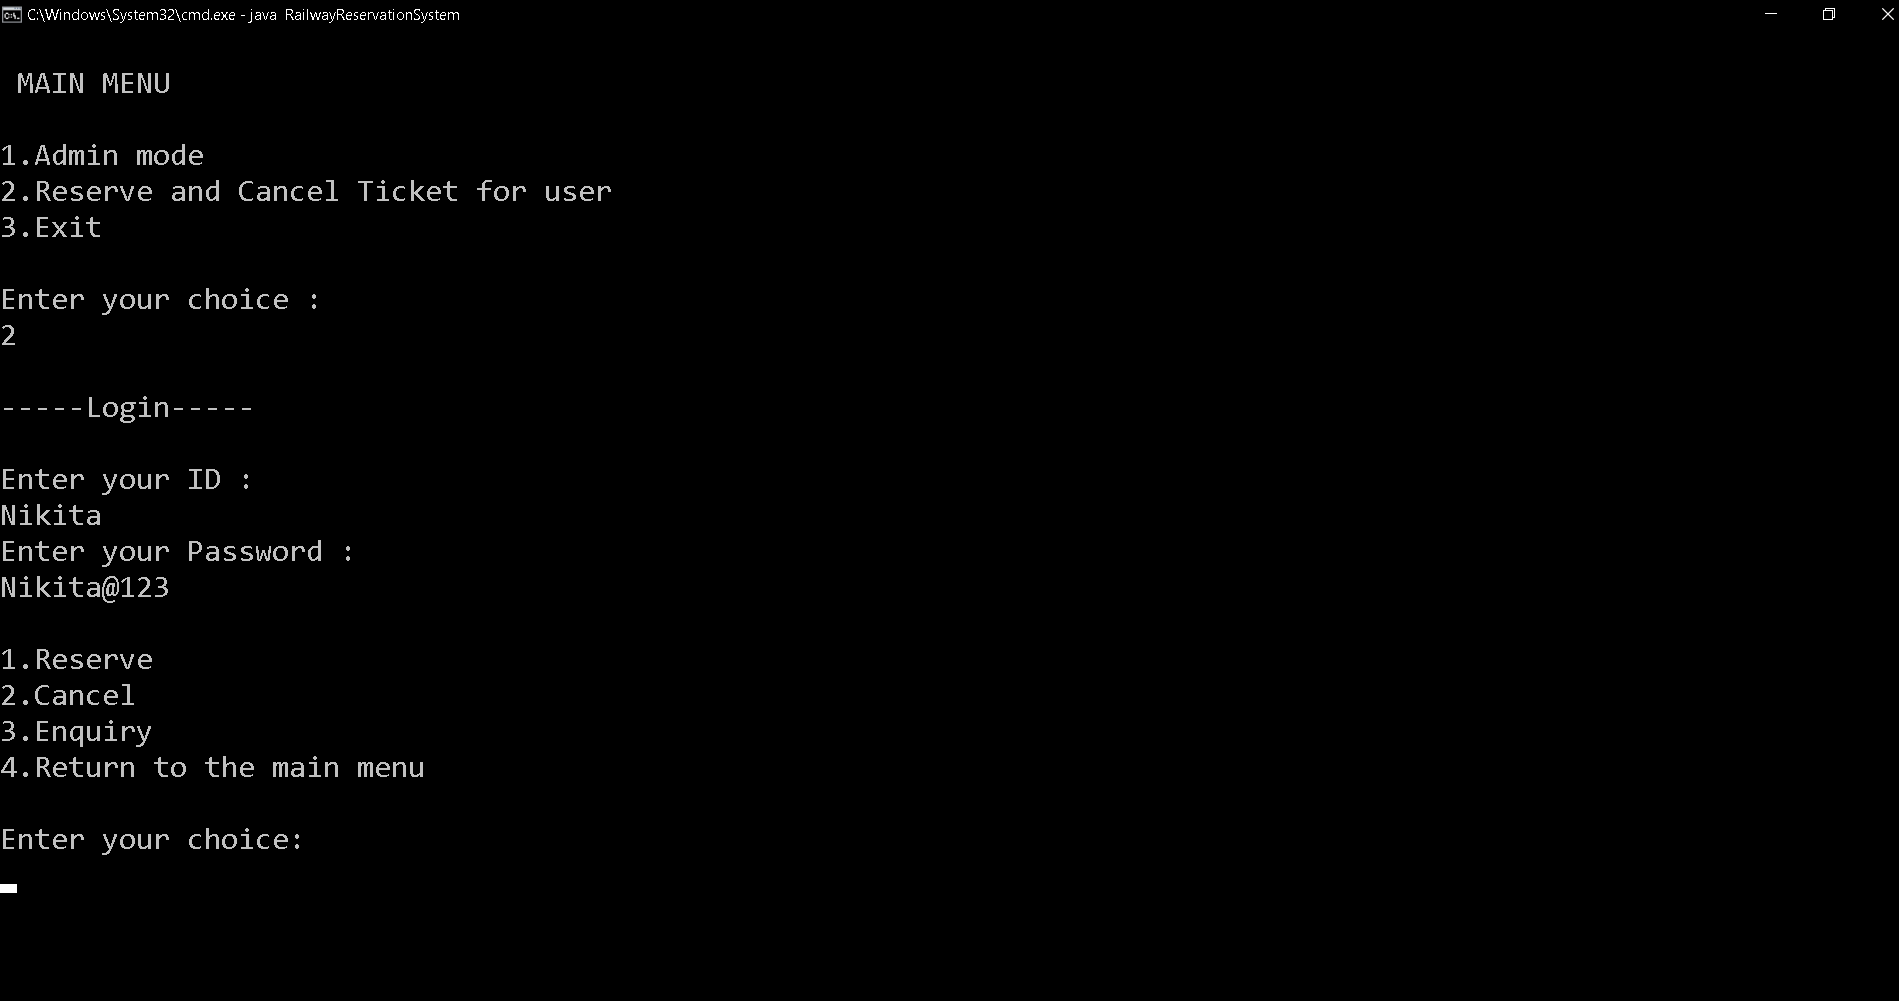 C:\Windows\System32\cmd.exe - java  RailwayReservationSystem
MAIN MENU
1.Admin mode
2.Reserve and Cancel Ticket for user
3.Exit
Enter your choice :
2
-----Login-----
Enter your ID :
Nikita
Enter your Password :
Nikita@123
1.Reserve
2.Cancel
3.Enquiry
4.Return to the main menu
Enter your choice: